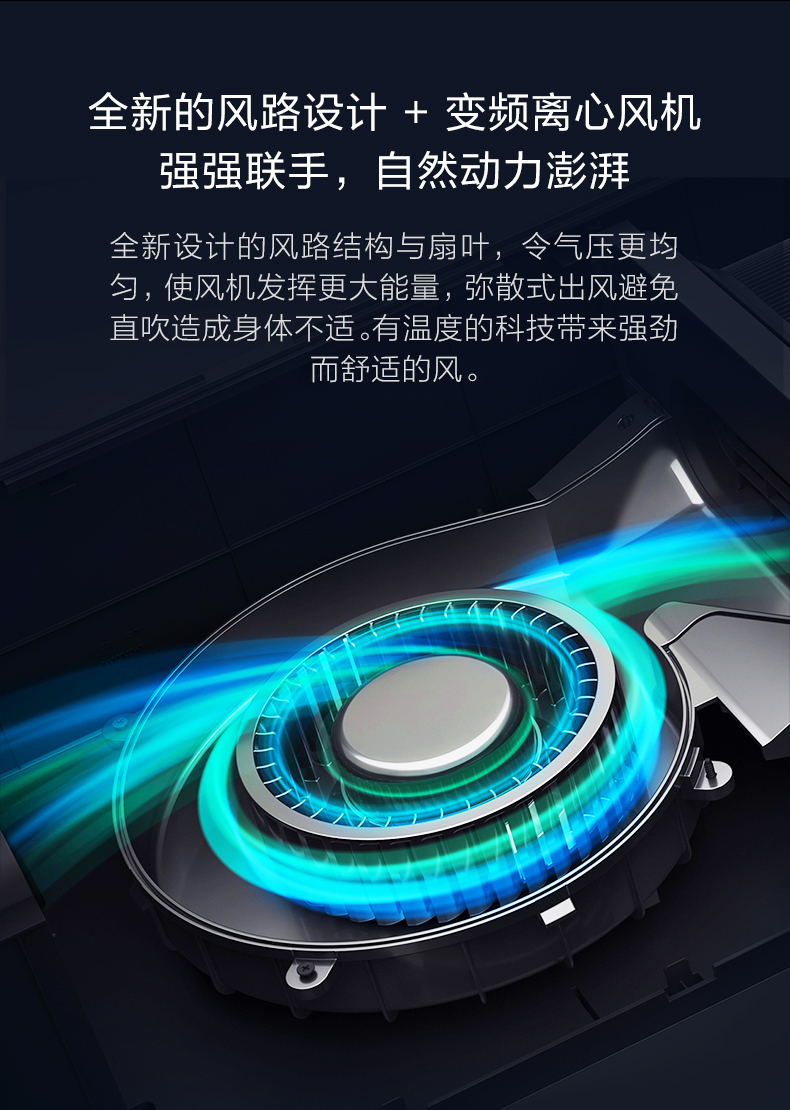 全新的风路设计 + 变频离心风机
强强联手，自然动力澎湃
全新设计的风路结构与扇叶，令气压更均
匀，使风机发挥更大能量，弥散式出风避免
直吹造成身体不适。有温度的科技带来强劲
而舒适的风。